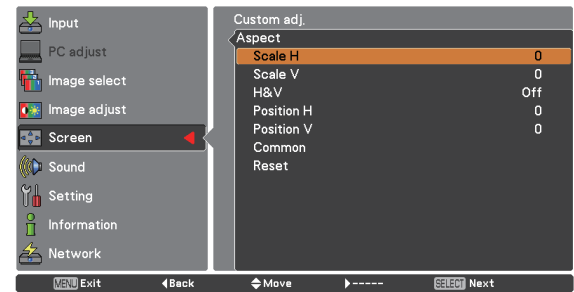 Input
PC adjust
Image select
Image adjust
Screen
Sound
Setting
Information
Network
Custom adj.
Aspect
Scale H 0
Scale V 0
H&V Off
Position H 0
Position V 0
Common
Reset
MENU Exit Back Move ----- SELECT Next